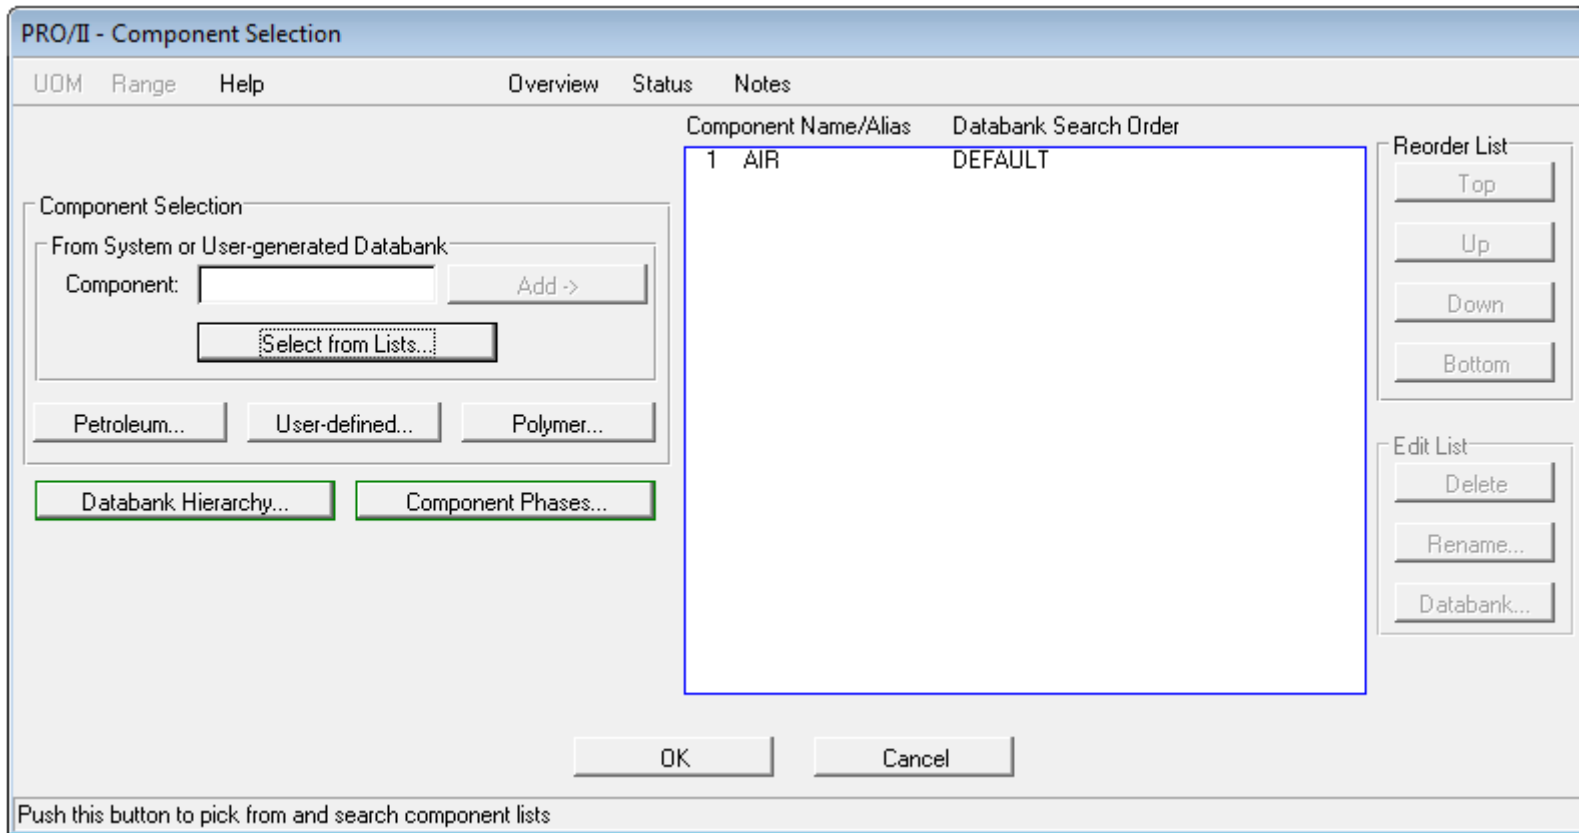 PRO/II - Component Selection
UOM Range Help Overview Status Notes
Component Name/Alias Databank Search Order
1 AIR DEFAULT
Reorder List
Top
Up
Down
Bottom
Component Selection
From System or User-generated Databank
Component: Add ->
Select from Lists...
Petroleum... User-defined... Polymer...
Databank Hierarchy... Component Phases...
Edit List
Delete
Rename...
Databank...
OK Cancel
Push this button to pick from and search component lists